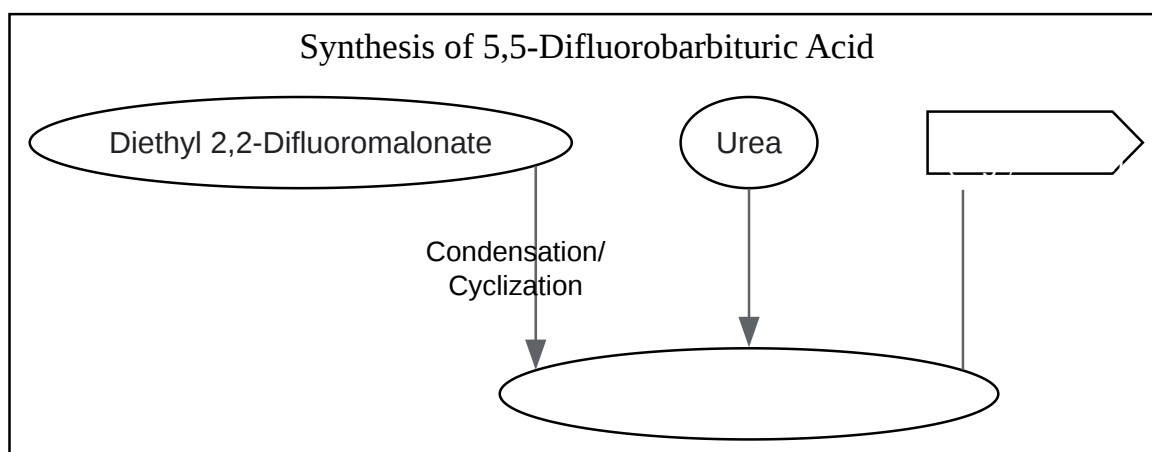 Synthesis of 5,5-Difluorobarbituric Acid
Diethyl 2,2-Difluoromalonate
Urea
Condensation/
Cyclization